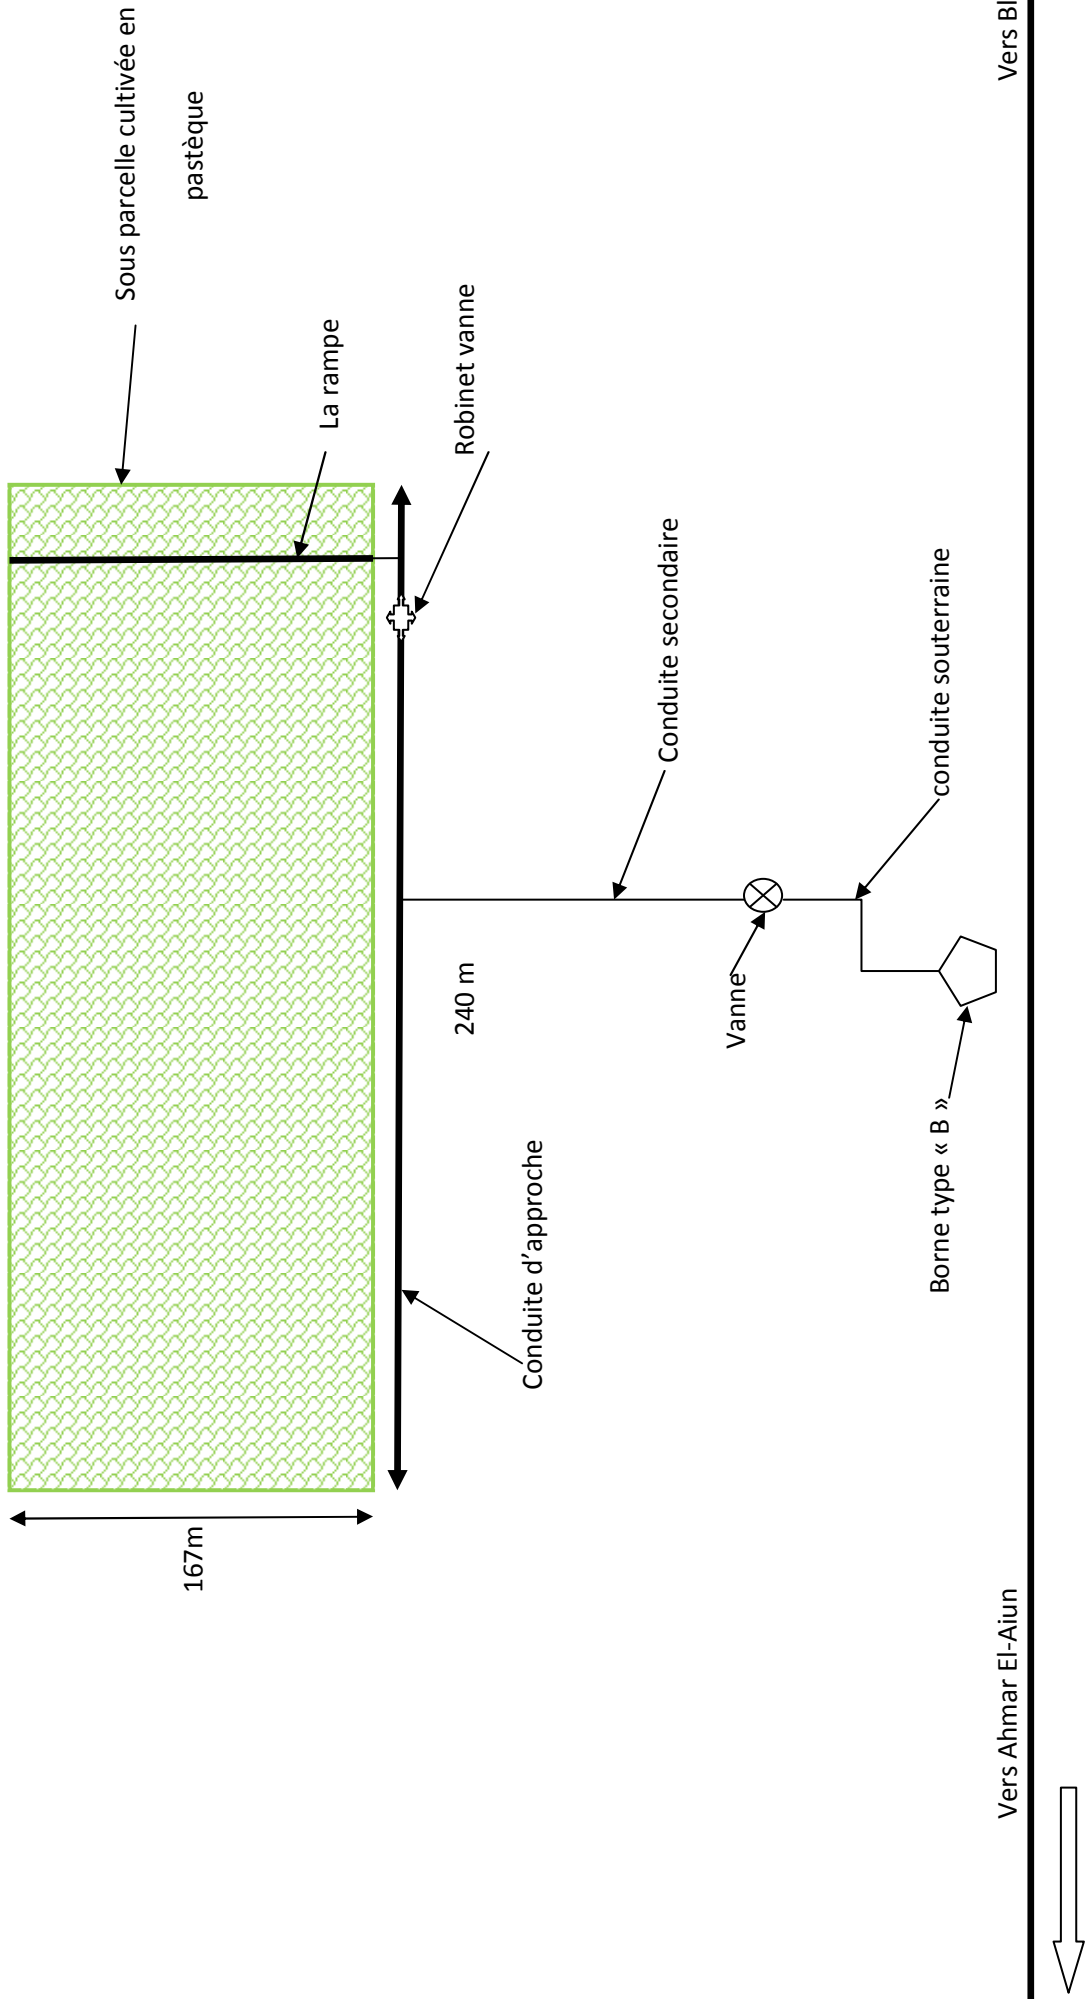 Sous parcelle cultivée en
pastèque
La rampe
Robinet vanne
167m
240 m
Conduite d'approche
Conduite secondaire
Vanne
conduite souterraine
Borne type « B »
Vers Ahmar El-Aiun
Vers